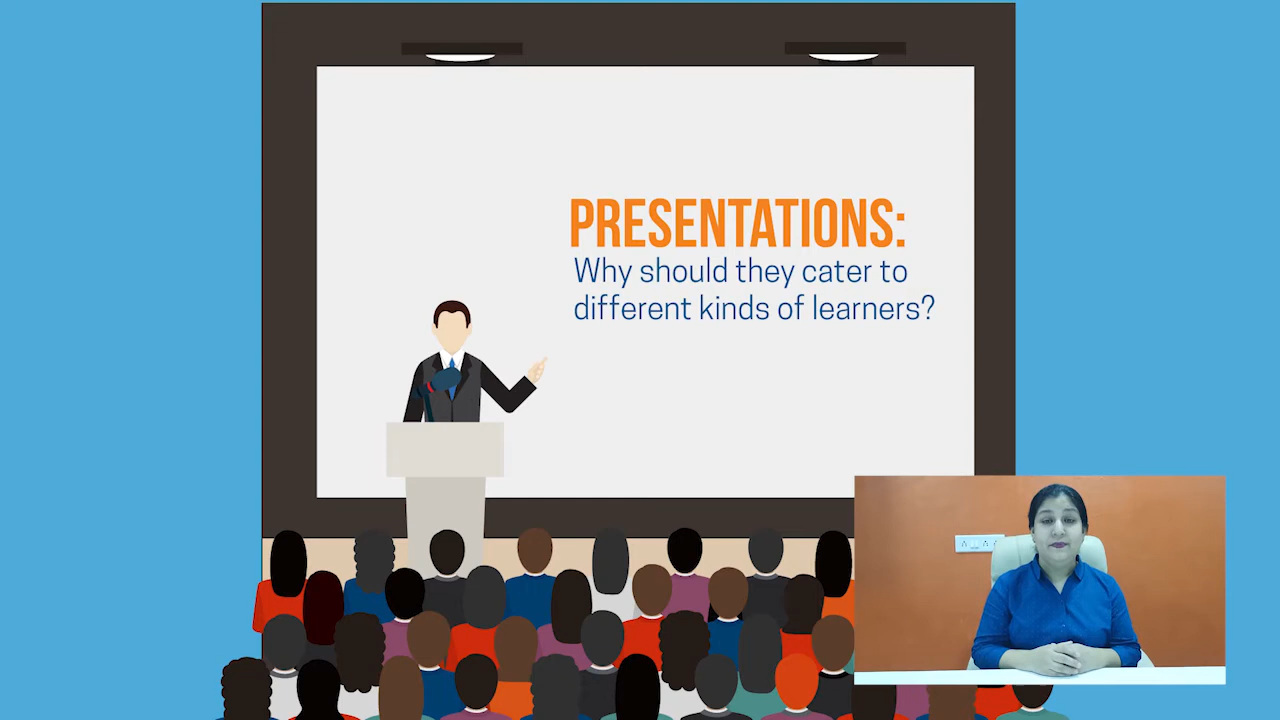 PRESENTATIONS:
Why should they cater to
different kinds of learners?